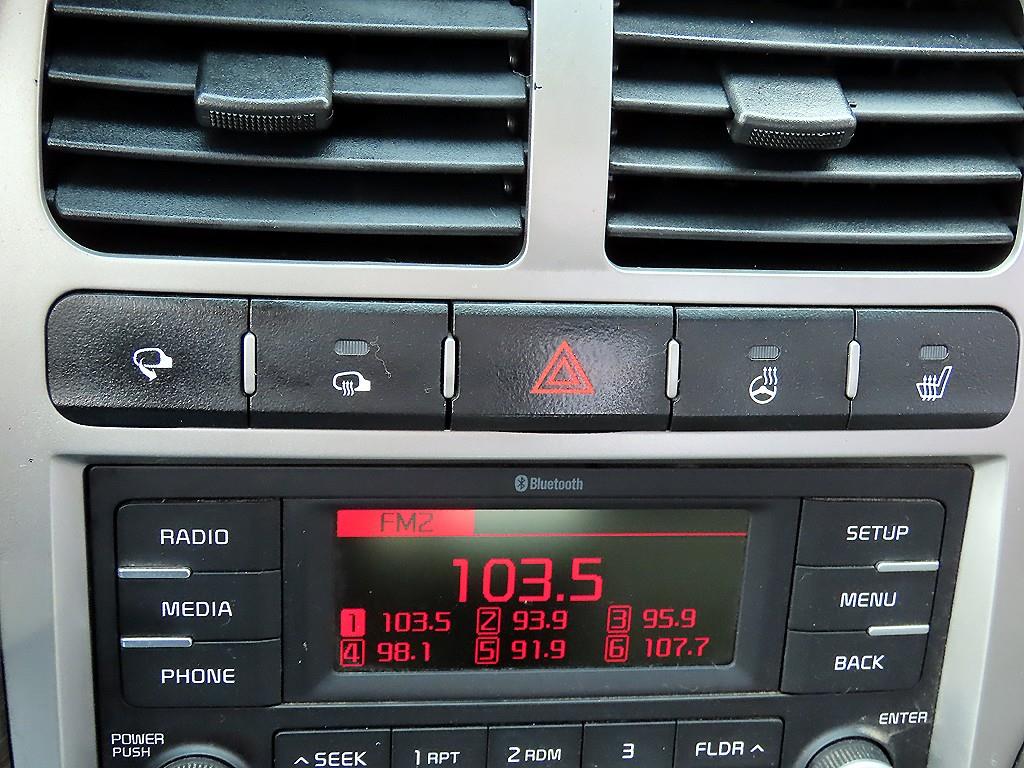 Bluetooth
RADIO
MEDIA
PHONE
FM2
103.5
1 103.5 2 93.9 3 95.9
4 98.1 5 91.9 6 107.7
SETUP
MENU
BACK
POWER
PUSH
ENTER
^ SEEK 1 RPT 2 RDM 3 FLDR ^